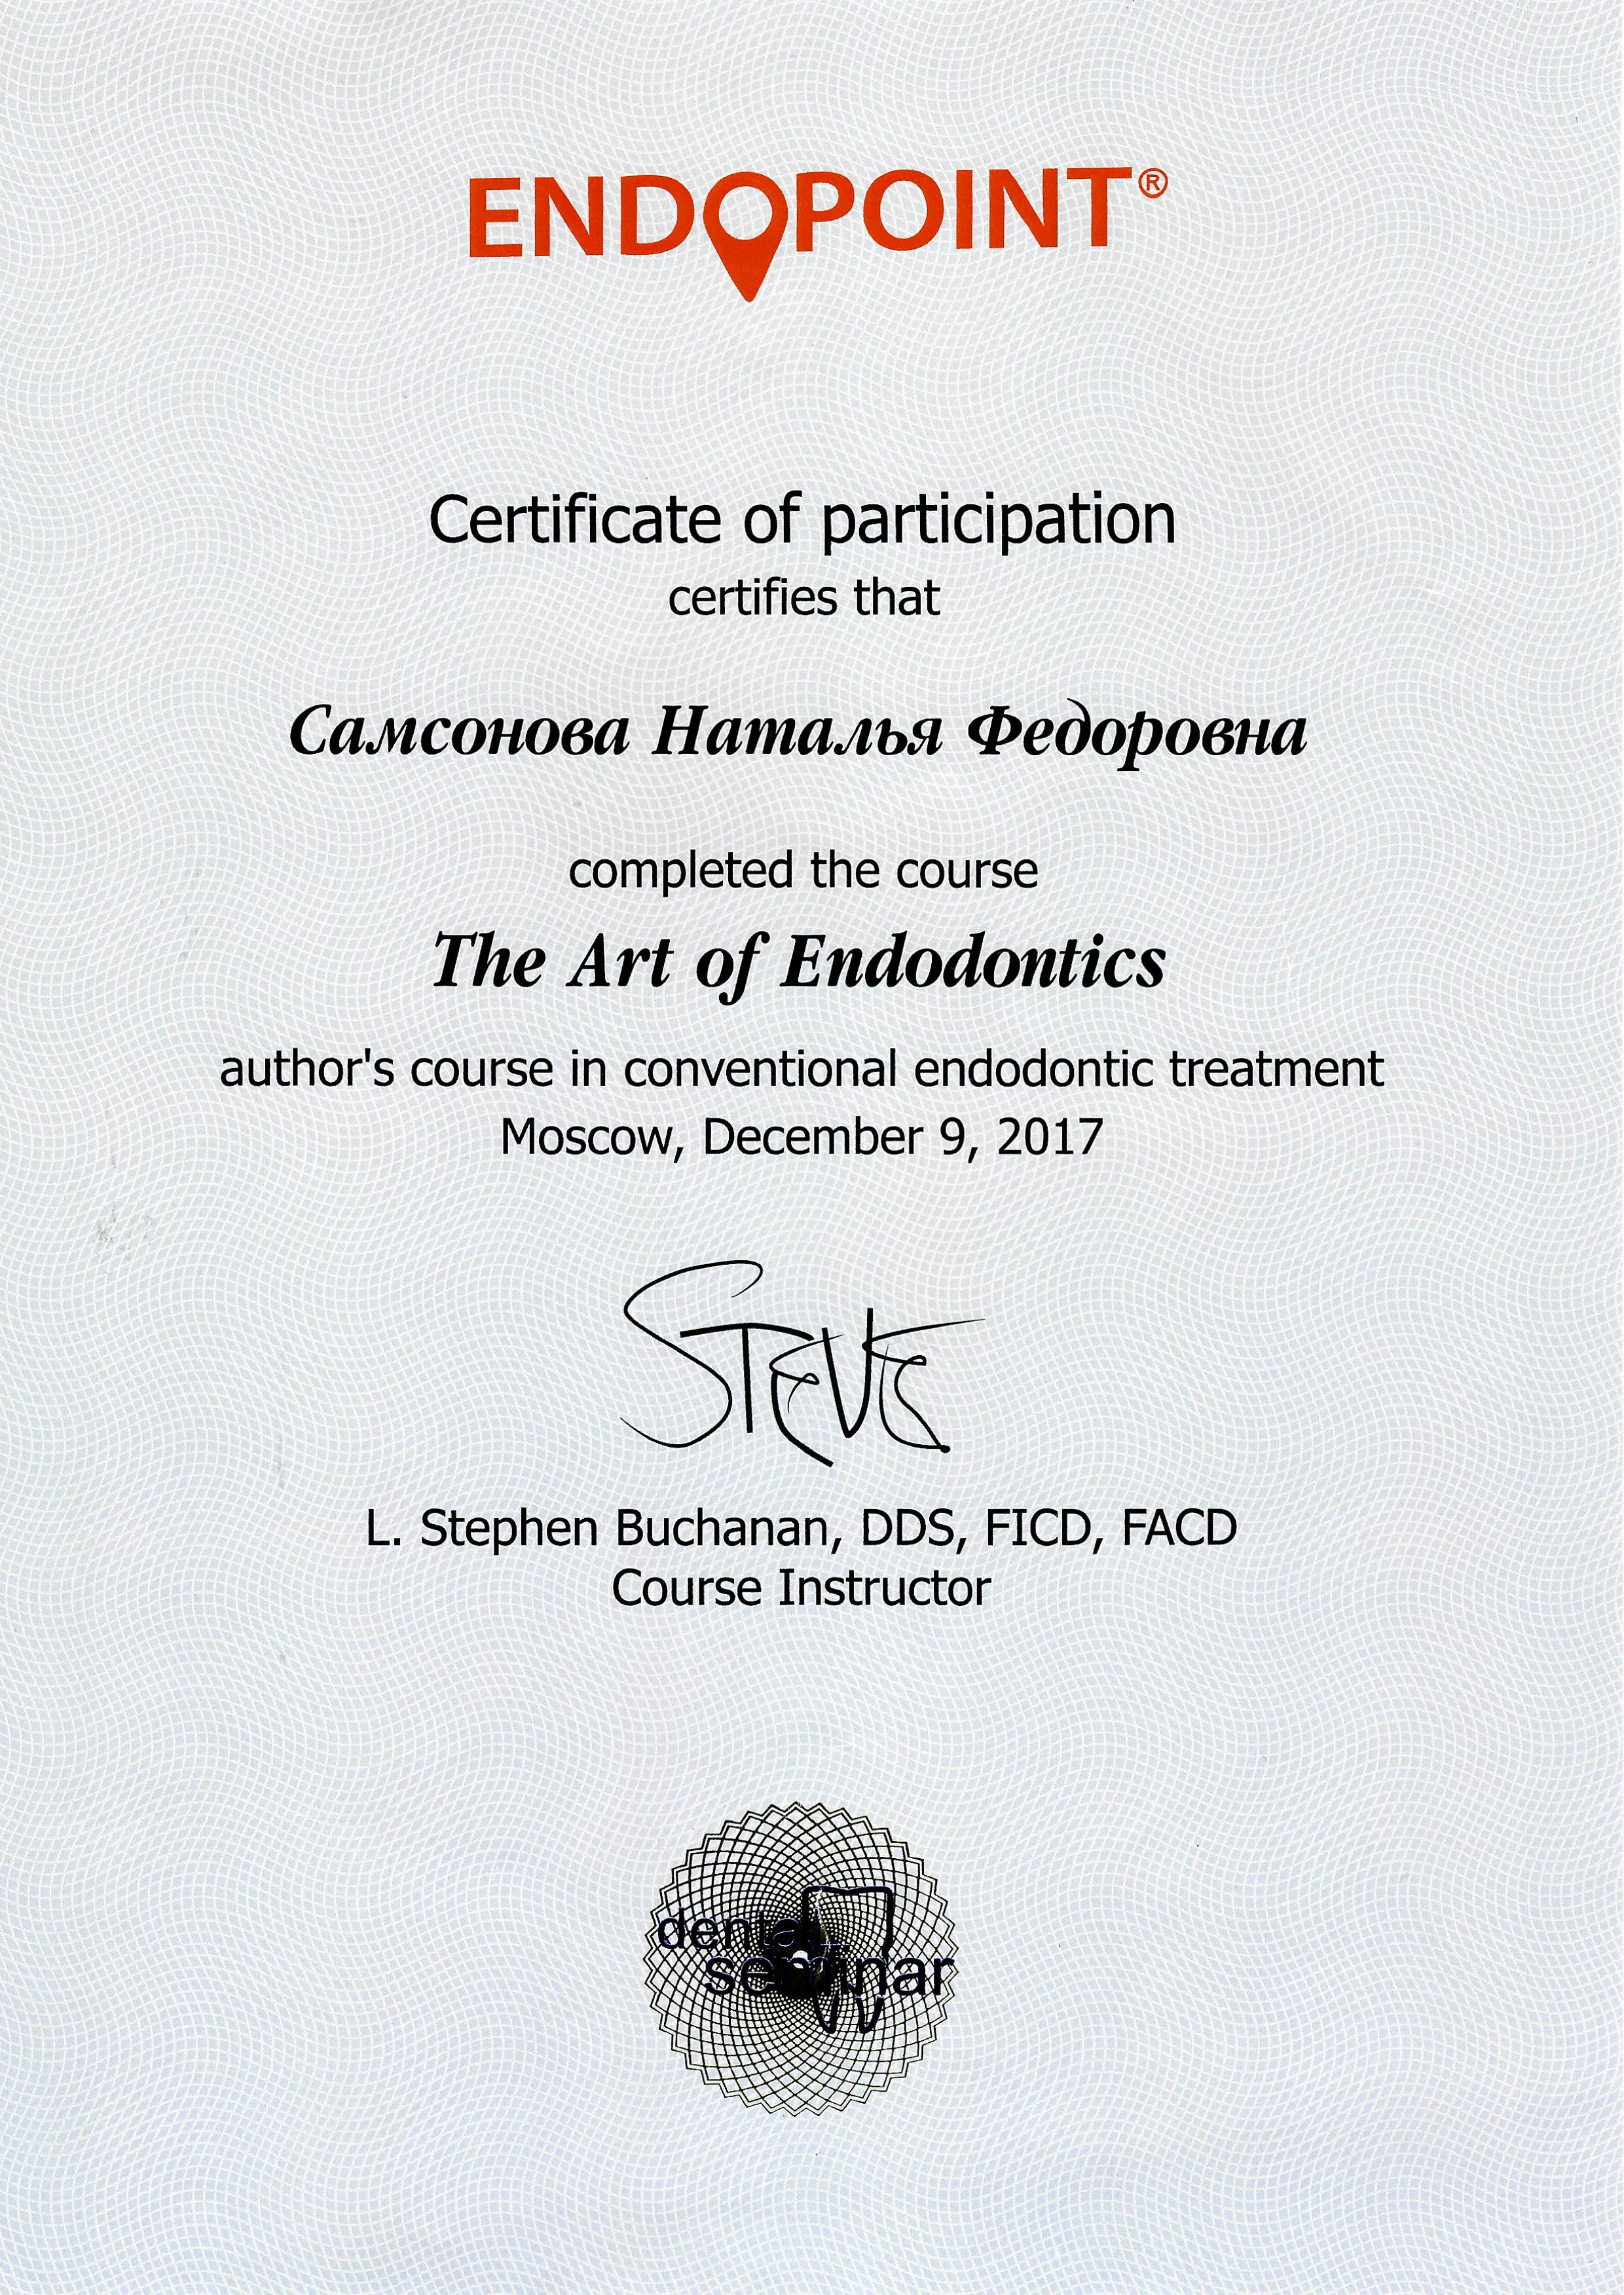 ENDOPOINT®
Certificate of participation
certifies that
Самсонова Наталья Федоровна
completed the course
The Art of Endodontics
author's course in conventional endodontic treatment
Moscow, December 9, 2017
STEVE
L. Stephen Buchanan, DDS, FICD, FACD
Course Instructor
dental
seminar